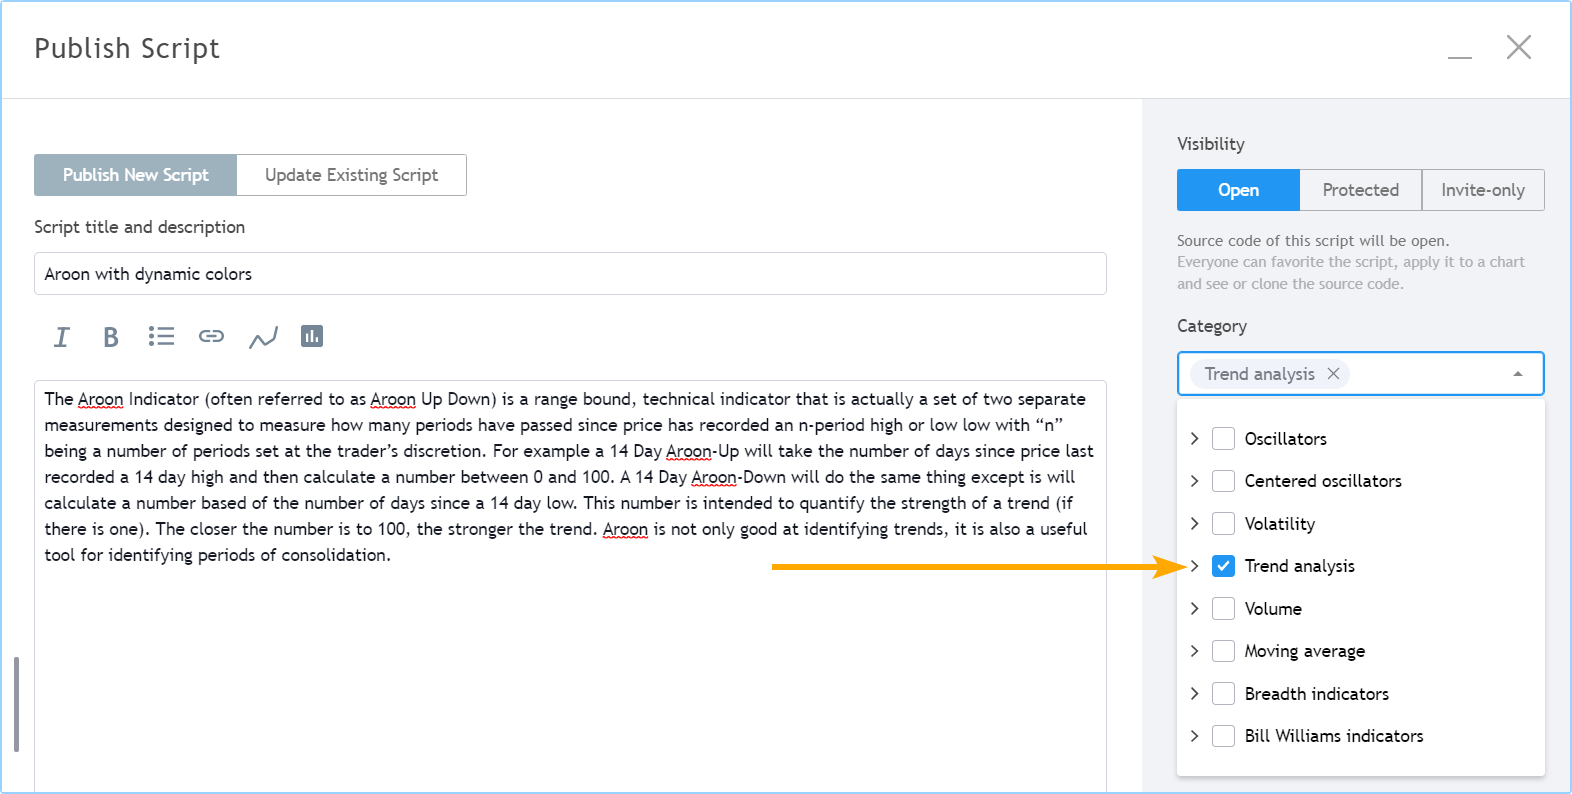 Publish Script
Publish New Script
Update Existing Script
Script title and description
Aroon with dynamic colors
I B
The Aroon Indicator (often referred to as Aroon Up Down) is a range bound, technical indicator that is actually a set of two separate
measurements designed to measure how many periods have passed since price has recorded an n-period high or low low with “n”
being a number of periods set at the trader’s discretion. For example a 14 Day Aroon-Up will take the number of days since price last
recorded a 14 day high and then calculate a number between 0 and 100. A 14 Day Aroon-Down will do the same thing except is will
calculate a number based of the number of days since a 14 day low. This number is intended to quantify the strength of a trend (if
there is one). The closer the number is to 100, the stronger the trend. Aroon is not only good at identifying trends, it is also a useful
tool for identifying periods of consolidation.
Visibility
Open
Protected
Invite-only
Source code of this script will be open.
Everyone can favorite the script, apply it to a chart
and see or clone the source code.
Category
Trend analysis
Oscillators
Centered oscillators
Volatility
Trend analysis
Volume
Moving average
Breadth indicators
Bill Williams indicators